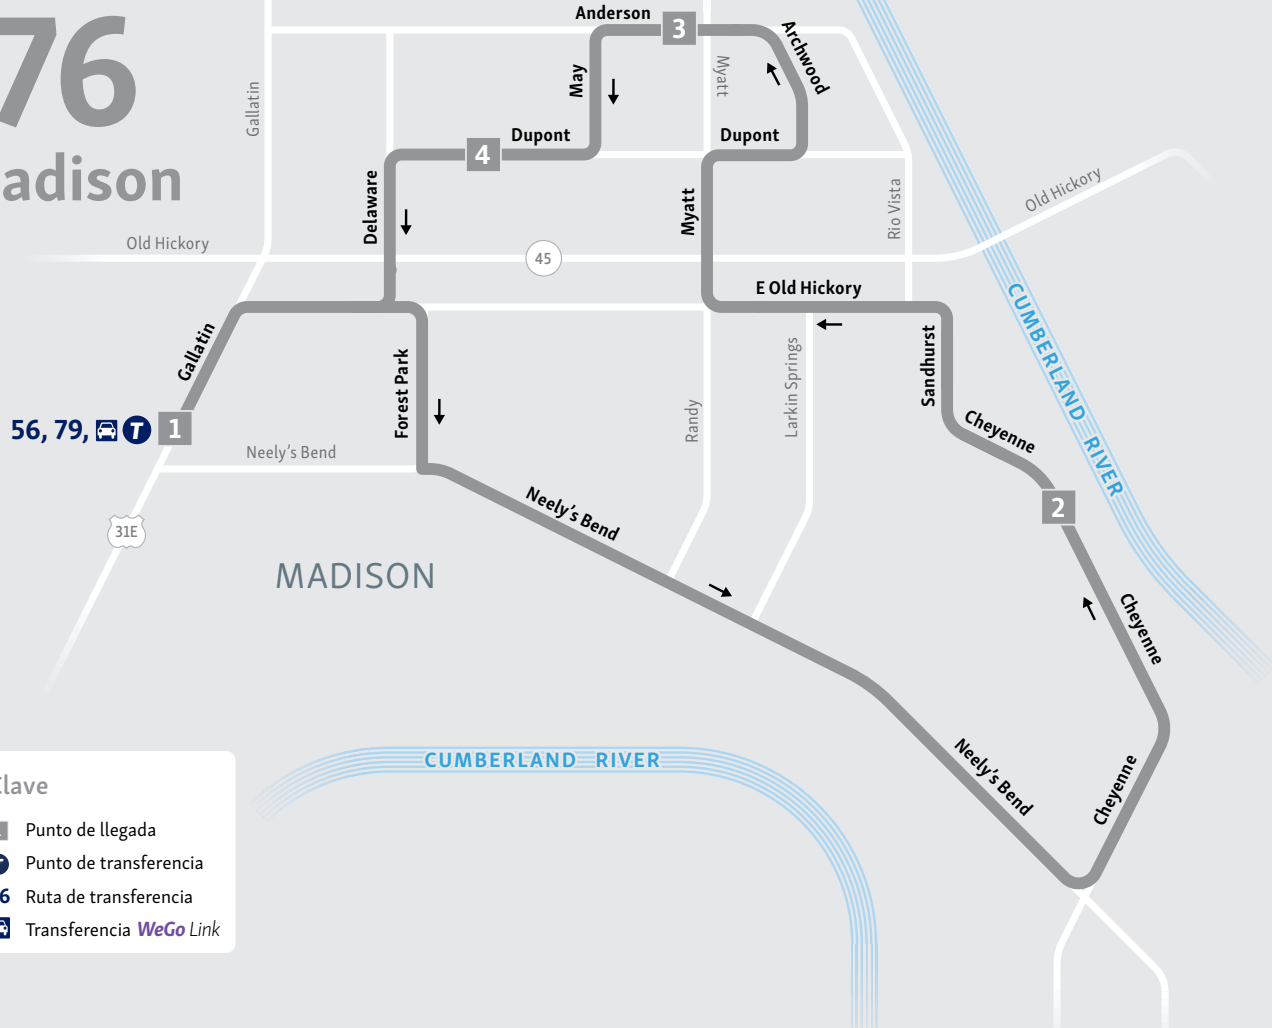 76
adison
Anderson
3
Archwood
Gallatin
May
Myatt
Dupont
Dupont
4
Delaware
Myatt
Rio Vista
Old Hickory
Old Hickory
45
E Old Hickory
CUMBERLAND RIVER
Gallatin
Forest Park
Sandhurst
Larkin Springs
Randy
56, 79,
T
1
Cheyenne
Neely's Bend
Neely's Bend
2
31E
MADISON
Cheyenne
CUMBERLAND RIVER
Neely's Bend
Cheyenne
Clave
Punto de llegada
Punto de transferencia
6 Ruta de transferencia
Transferencia WeGo Link